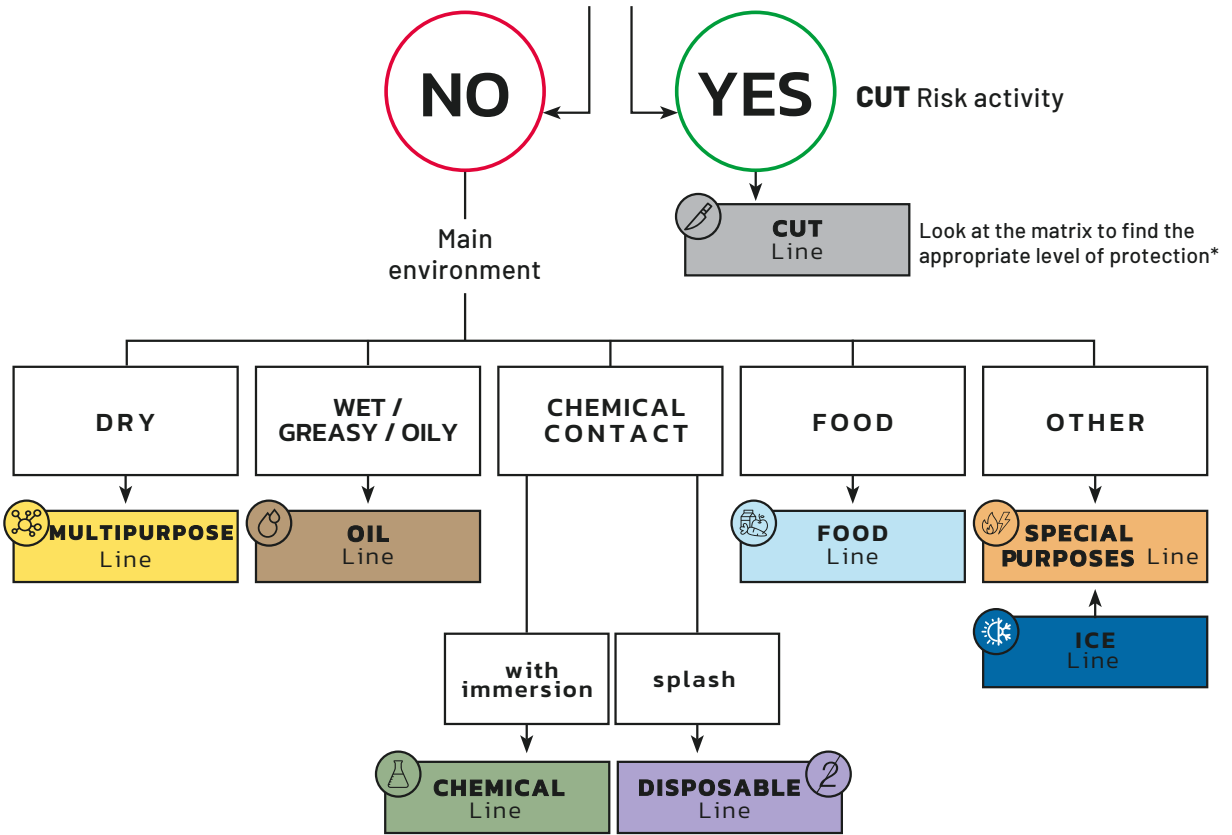 NO
YES
CUT Risk activity
CUT
Line
Look at the matrix to find the
appropriate level of protection*
Main
environment
DRY
WET /
GREASY / OILY
CHEMICAL
CONTACT
FOOD
OTHER
MULTIPURPOSE
Line
OIL
Line
FOOD
Line
SPECIAL
PURPOSES Line
ICE
Line
with
immersion
splash
CHEMICAL
Line
DISPOSABLE
Line
2